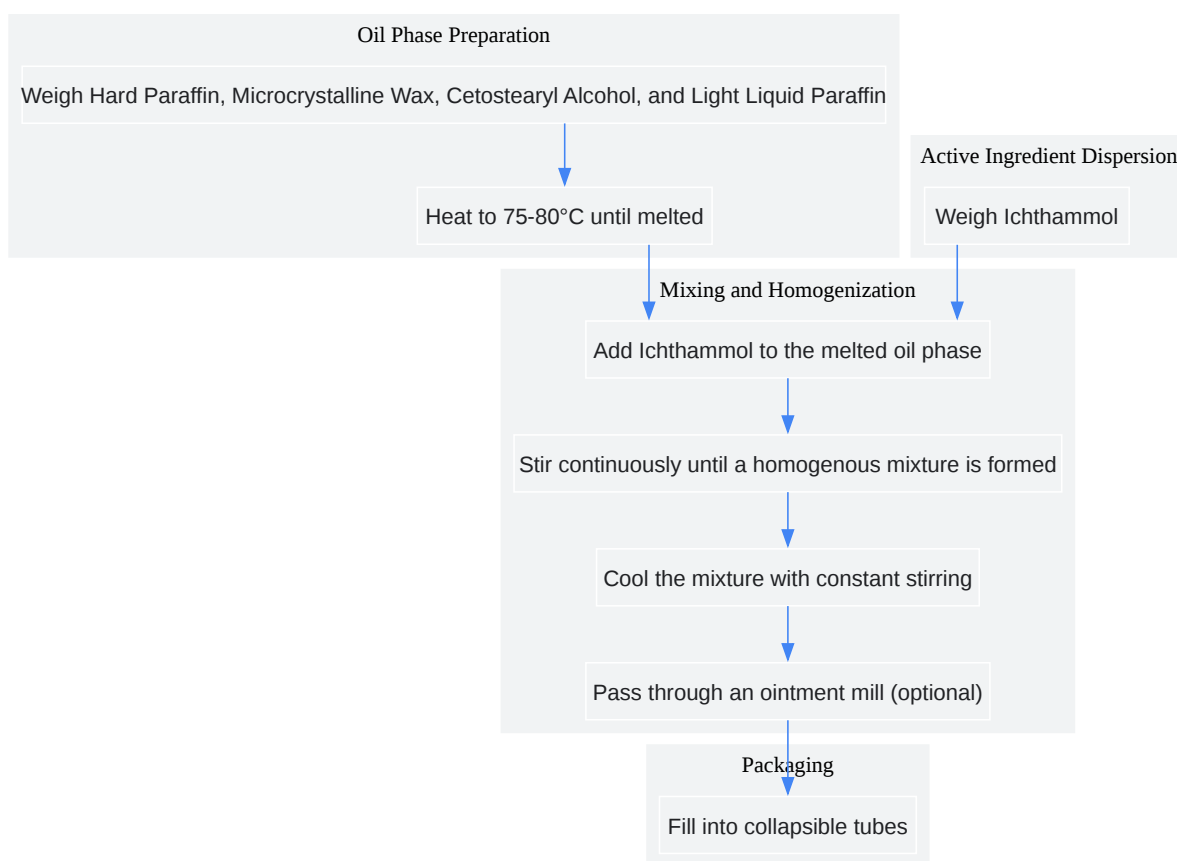 Oil Phase Preparation
Weigh Hard Paraffin, Microcrystalline Wax, Cetostearyl Alcohol, and Light Liquid Paraffin
Heat to 75-80°C until melted
Active Ingredient Dispersion
Weigh Ichthammol
Mixing and Homogenization
Add Ichthammol to the melted oil phase
Stir continuously until a homogenous mixture is formed
Cool the mixture with constant stirring
Pass through an ointment mill (optional)
Packaging
Fill into collapsible tubes